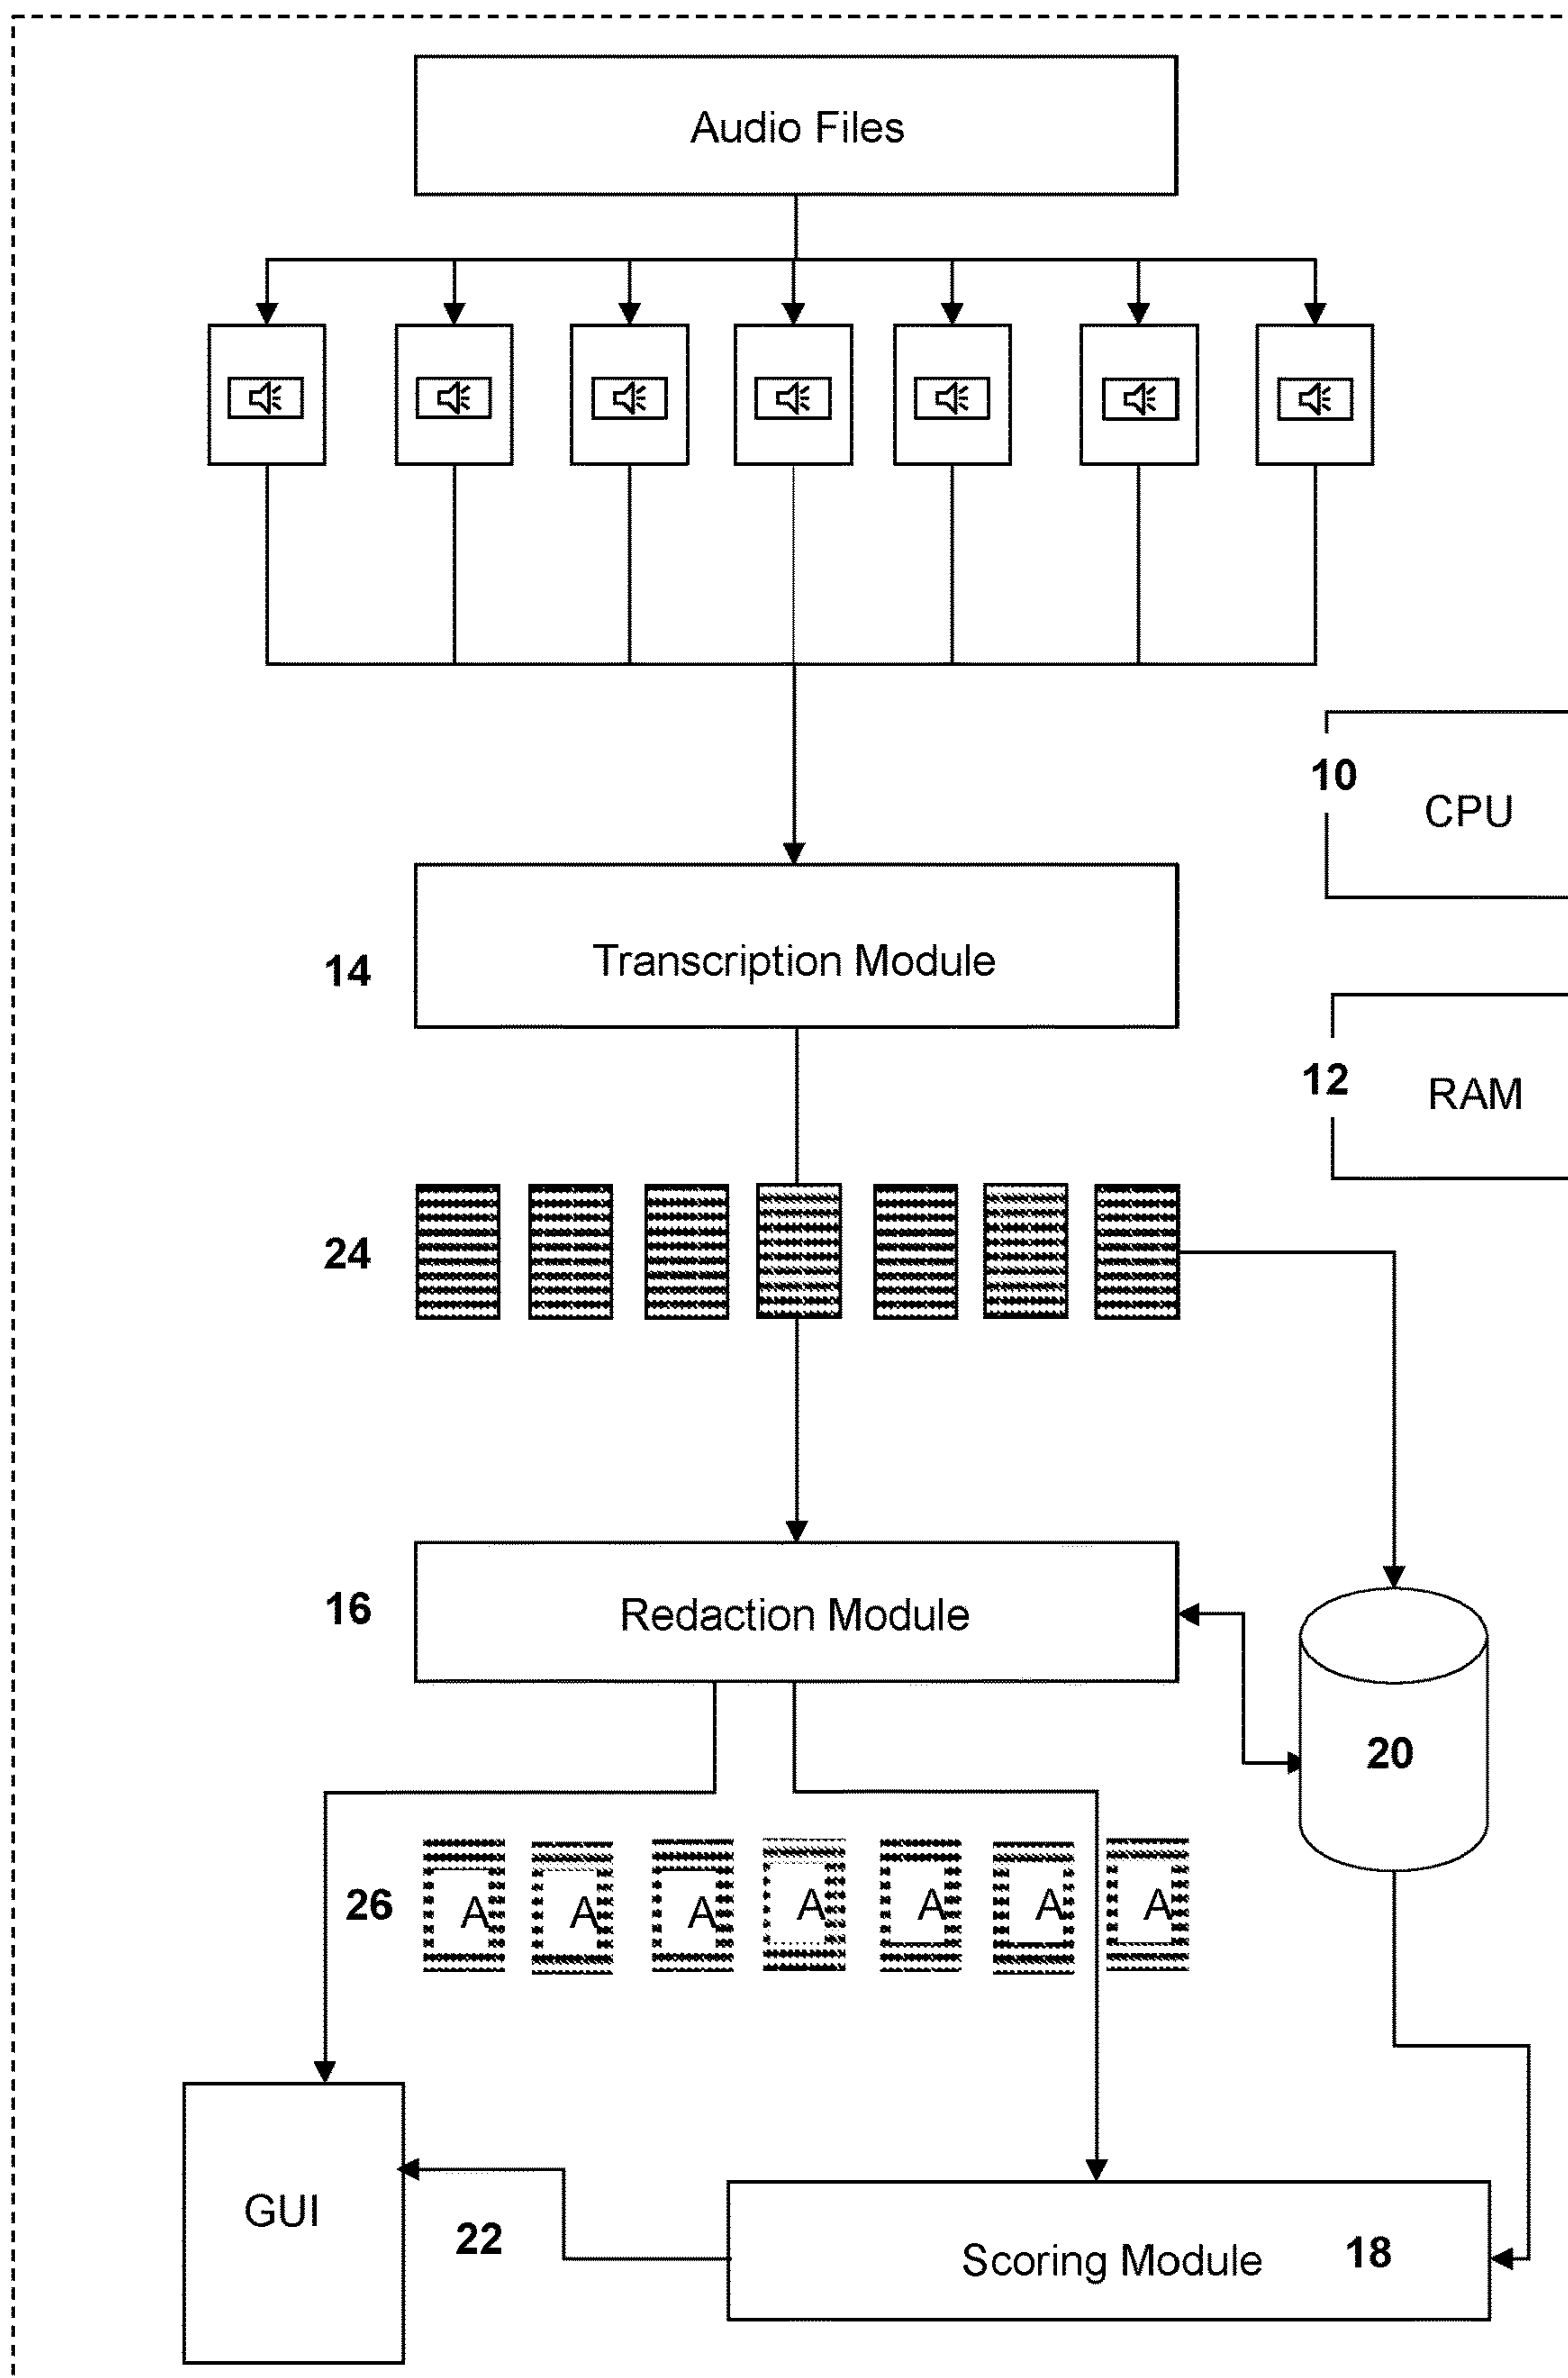 Audio Files
10
CPU
14
Transcription Module
12
RAM
24
16
Redaction Module
20
26
A A A A A A A
GUI
22
Scoring Module 18